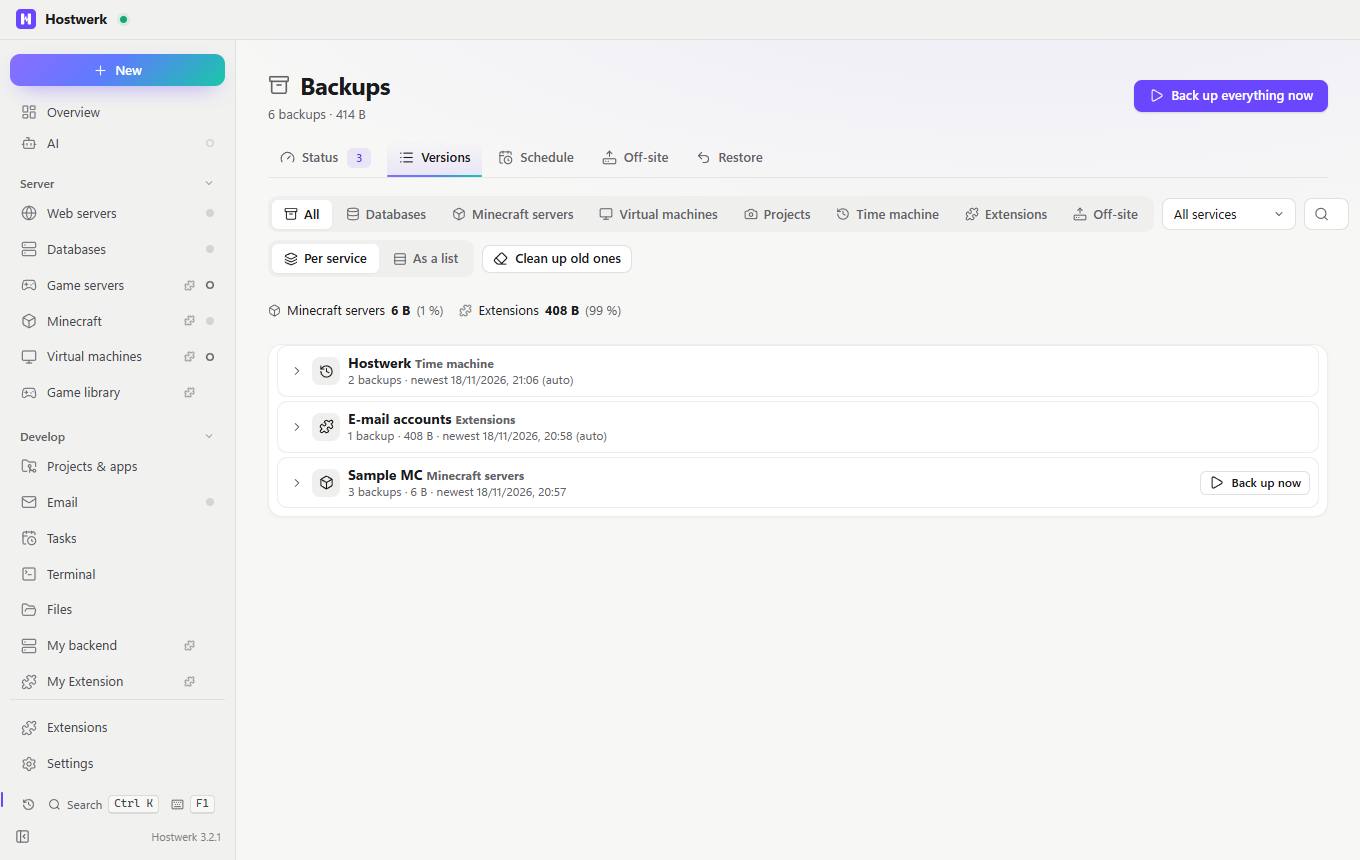 Hostwerk
New
Overview
AI
Server
Web servers
Databases
Game servers
Minecraft
Virtual machines
Game library
Develop
Projects & apps
Email
Tasks
Terminal
Files
My backend
My Extension
Extensions
Settings
Search Ctrl K F1
Hostwerk 3.2.1
Backups
6 backups · 414 B
Back up everything now
Status 3 Versions Schedule Off-site Restore
All Databases Minecraft servers Virtual machines Projects Time machine Extensions Off-site All services
Per service As a list Clean up old ones
Minecraft servers 6 B (1 %) Extensions 408 B (99 %)
Hostwerk Time machine
2 backups · newest 18/11/2026, 21:06 (auto)
E-mail accounts Extensions
1 backup · 408 B · newest 18/11/2026, 20:58 (auto)
Sample MC Minecraft servers
3 backups · 6 B · newest 18/11/2026, 20:57
Back up now